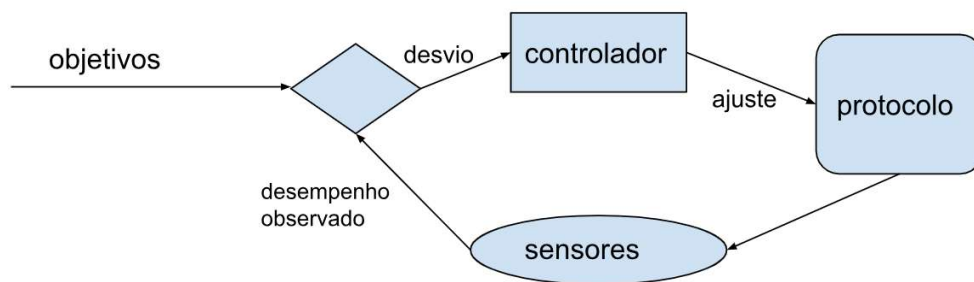 objetivos
desvio
controlador
ajuste
protocolo
desempenho
observado
sensores